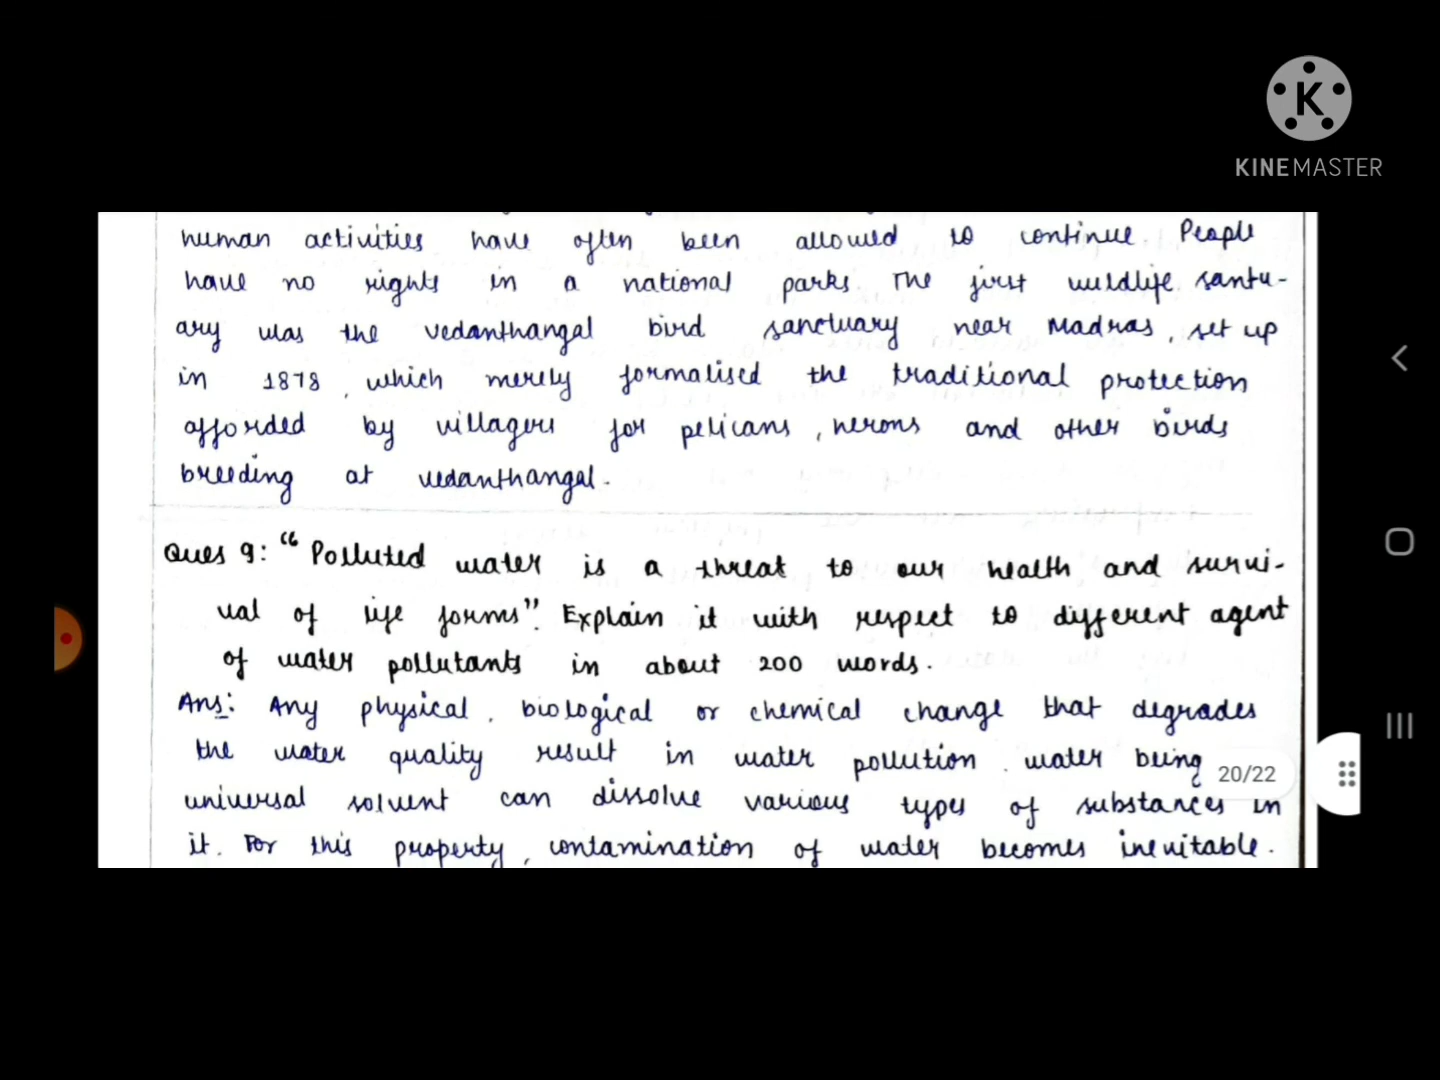 K
KINEMASTER
human activities have often been allowed to continue. People
have no rights in a national parks. The first wildlife santu-
ary was the vedanthangal bird sanctuary near Madras, set up
in 1878, which merely formalised the traditional protection
afforded by villagers for pelicans, herons and other birds
breeding at vedanthangal.
Ques 9: "Polluted water is a threat to our health and survi-
val of life forms". Explain it with respect to different agent
of water pollutants in about 200 words.
Ans: Any physical, biological or chemical change that degrades
the water quality result in water pollution. water being
20/22
universal solvent can dissolve various types of substances in
it. For this property, contamination of water becomes inevitable.